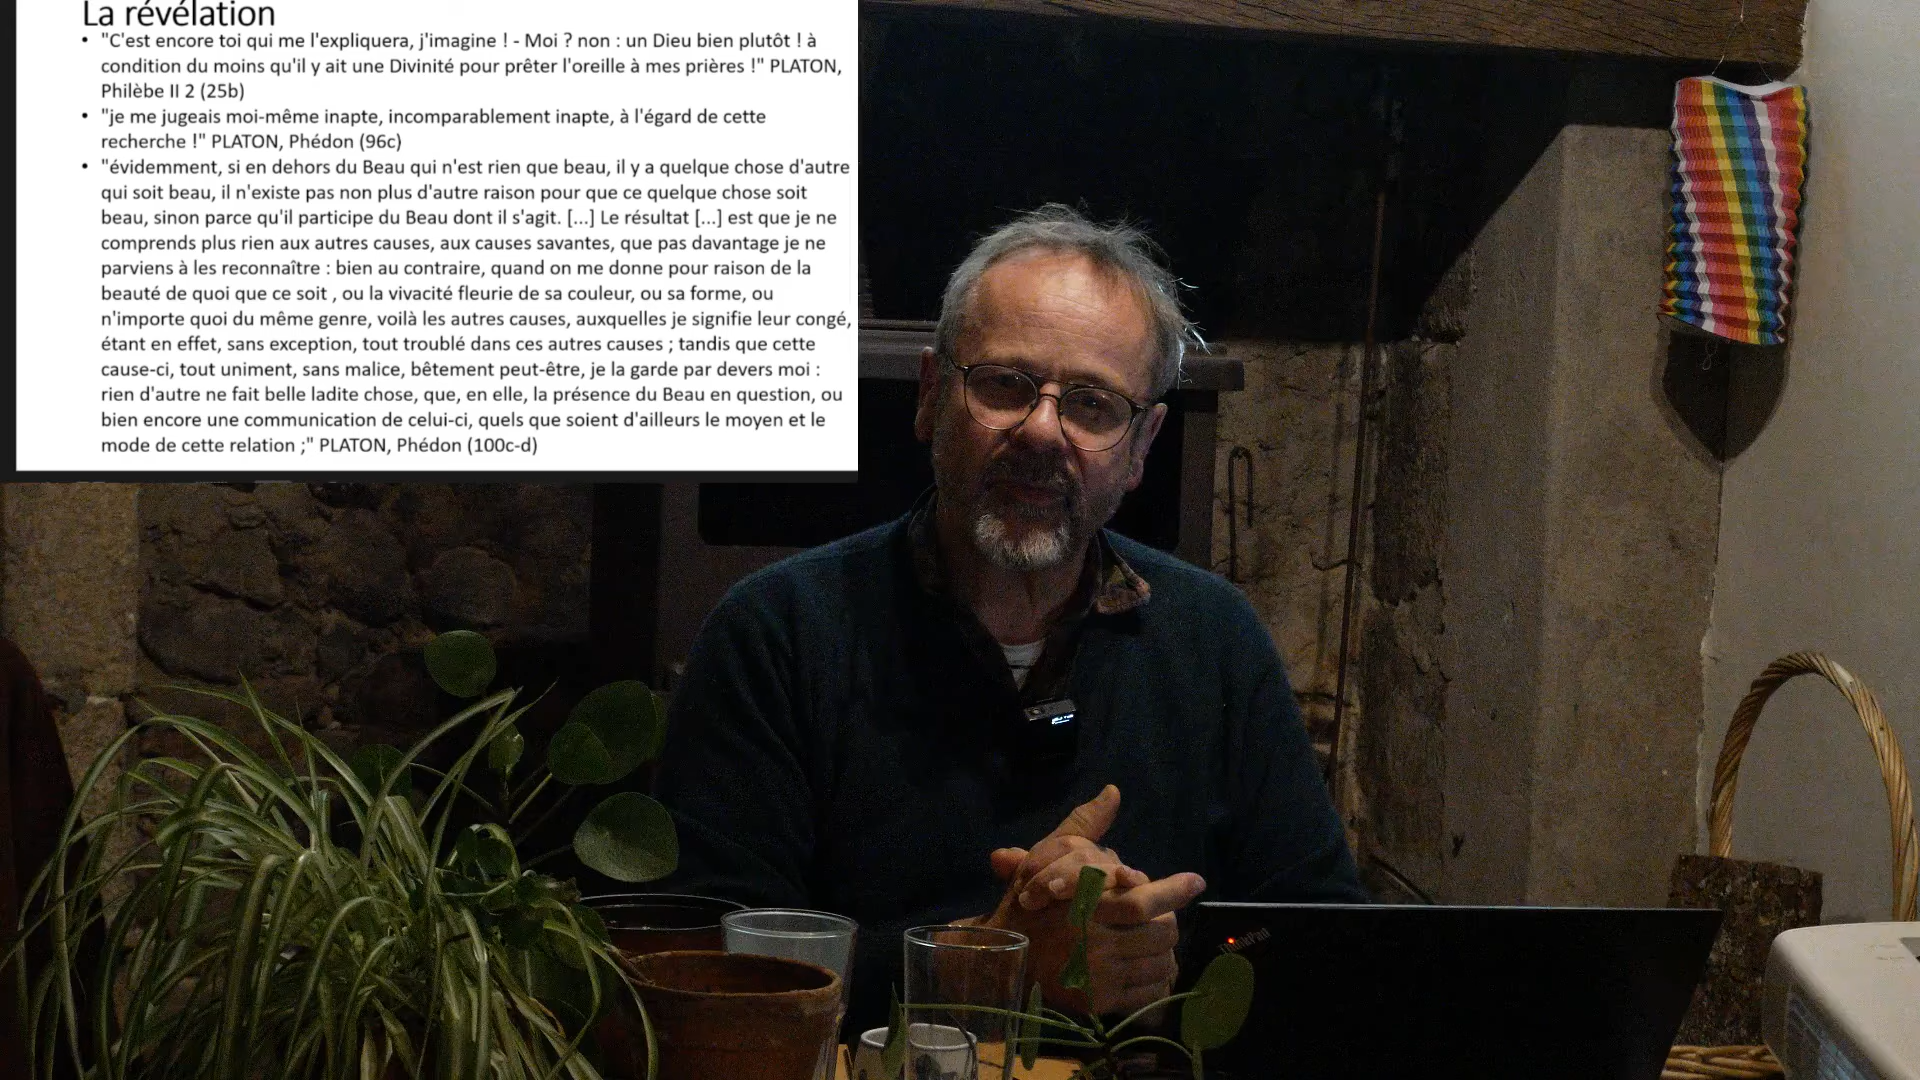 La révélation
• "C'est encore toi qui me l'expliquera, j'imagine ! - Moi ? non : un Dieu bien plutôt ! à
condition du moins qu'il y ait une Divinité pour prêter l'oreille à mes prières !" PLATON,
Philèbe II 2 (25b)
• "je me jugeais moi-même inapte, incomparablement inapte, à l'égard de cette
recherche !" PLATON, Phédon (96c)
• "évidemment, si en dehors du Beau qui n'est rien que beau, il y a quelque chose d'autre
qui soit beau, il n'existe pas non plus d'autre raison pour que ce quelque chose soit
beau, sinon parce qu'il participe du Beau dont il s'agit. [...] Le résultat [...] est que je ne
comprends plus rien aux autres causes, aux causes savantes, que pas davantage je ne
parviens à les reconnaître : bien au contraire, quand on me donne pour raison de la
beauté de quoi que ce soit , ou la vivacité fleurie de sa couleur, ou sa forme, ou
n'importe quoi du même genre, voilà les autres causes, auxquelles je signifie leur congé,
étant en effet, sans exception, tout troublé dans ces autres causes ; tandis que cette
cause-ci, tout uniment, sans malice, bêtement peut-être, je la garde par devers moi :
rien d'autre ne fait belle ladite chose, que, en elle, la présence du Beau en question, ou
bien encore une communication de celui-ci, quels que soient d'ailleurs le moyen et le
mode de cette relation ;" PLATON, Phédon (100c-d)
ThinkPad